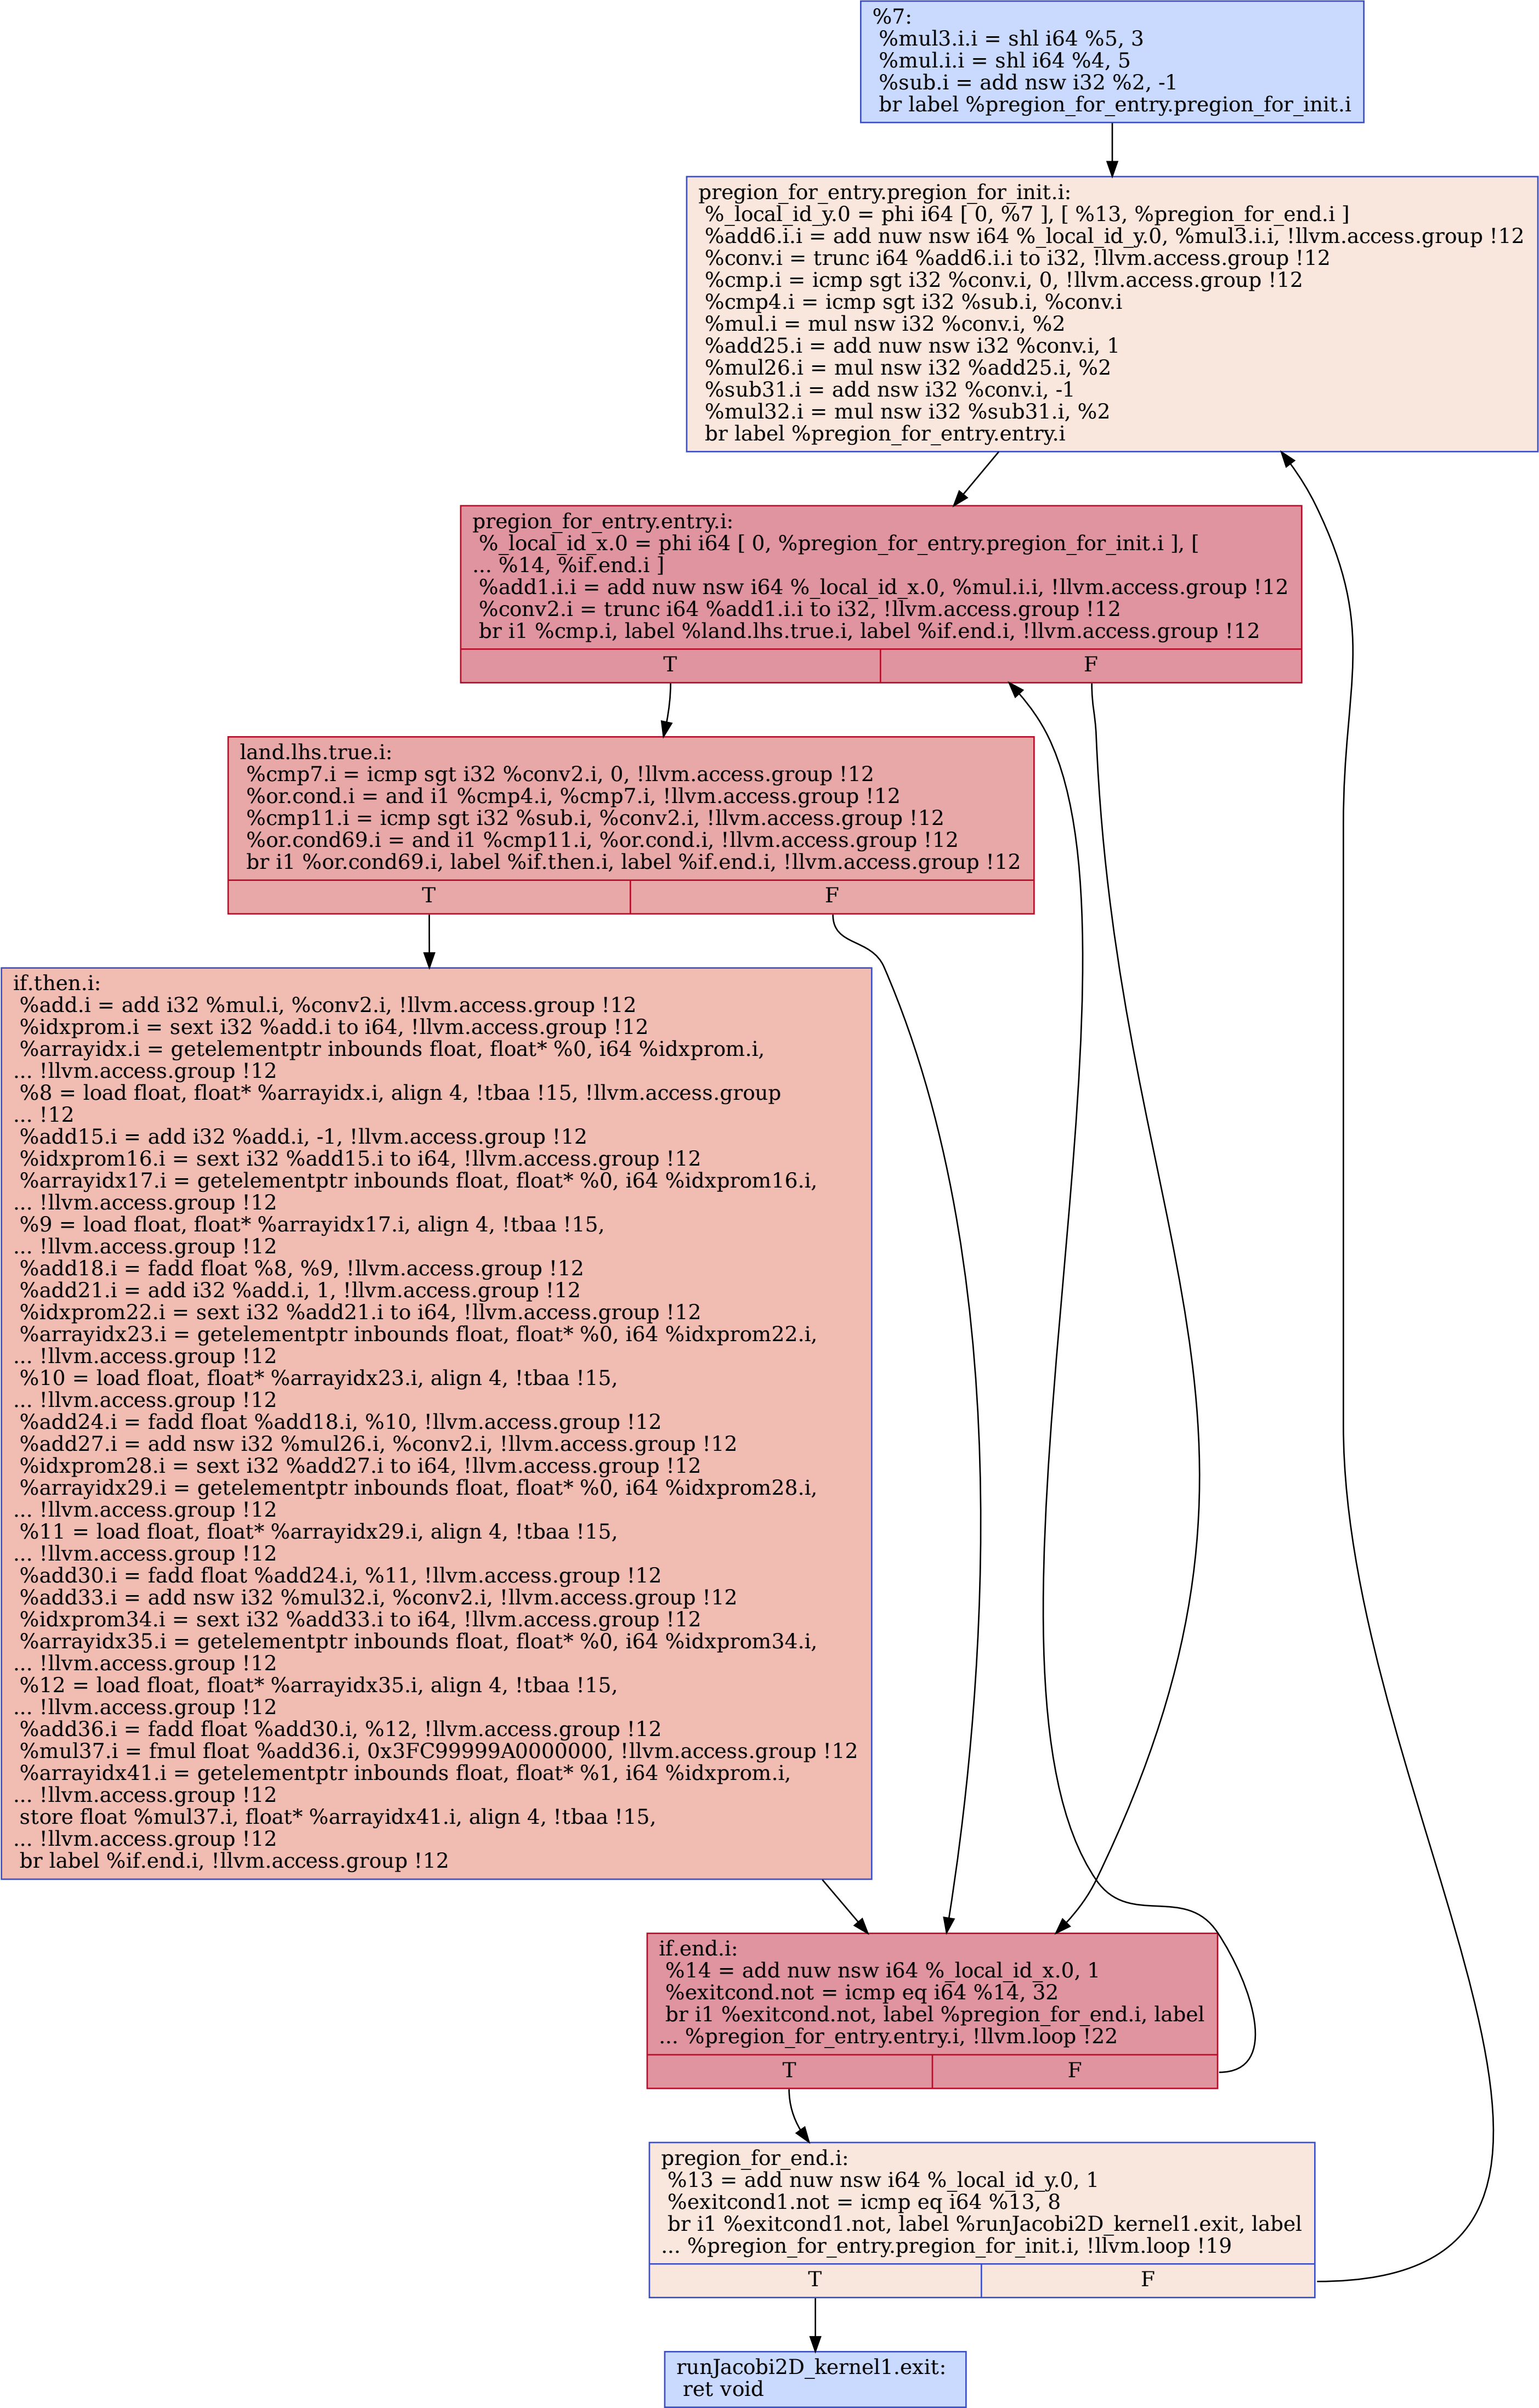 %7:
%mul3.i.i = shl i64 %5, 3
%mul.i.i = shl i64 %4, 5
%sub.i = add nsw i32 %2, -1
br label %pregion_for_entry.pregion_for_init.i
pregion_for_entry.pregion_for_init.i:
%_local_id_y.0 = phi i64 [ 0, %7 ], [ %13, %pregion_for_end.i ]
%add6.i.i = add nuw nsw i64 %_local_id_y.0, %mul3.i.i, !llvm.access.group !12
%conv.i = trunc i64 %add6.i.i to i32, !llvm.access.group !12
%cmp.i = icmp sgt i32 %conv.i, 0, !llvm.access.group !12
%cmp4.i = icmp sgt i32 %sub.i, %conv.i
%mul.i = mul nsw i32 %conv.i, %2
%add25.i = add nuw nsw i32 %conv.i, 1
%mul26.i = mul nsw i32 %add25.i, %2
%sub31.i = add nsw i32 %conv.i, -1
%mul32.i = mul nsw i32 %sub31.i, %2
br label %pregion_for_entry.entry.i
pregion_for_entry.entry.i:
%_local_id_x.0 = phi i64 [ 0, %pregion_for_entry.pregion_for_init.i ], [
... %14, %if.end.i ]
%add1.i.i = add nuw nsw i64 %_local_id_x.0, %mul.i.i, !llvm.access.group !12
%conv2.i = trunc i64 %add1.i.i to i32, !llvm.access.group !12
br i1 %cmp.i, label %land.lhs.true.i, label %if.end.i, !llvm.access.group !12
T F
land.lhs.true.i:
%cmp7.i = icmp sgt i32 %conv2.i, 0, !llvm.access.group !12
%or.cond.i = and i1 %cmp4.i, %cmp7.i, !llvm.access.group !12
%cmp11.i = icmp sgt i32 %sub.i, %conv2.i, !llvm.access.group !12
%or.cond69.i = and i1 %cmp11.i, %or.cond.i, !llvm.access.group !12
br i1 %or.cond69.i, label %if.then.i, label %if.end.i, !llvm.access.group !12
T F
if.then.i:
%add.i = add i32 %mul.i, %conv2.i, !llvm.access.group !12
%idxprom.i = sext i32 %add.i to i64, !llvm.access.group !12
%arrayidx.i = getelementptr inbounds float, float* %0, i64 %idxprom.i,
... !llvm.access.group !12
%8 = load float, float* %arrayidx.i, align 4, !tbaa !15, !llvm.access.group
... !12
%add15.i = add i32 %add.i, -1, !llvm.access.group !12
%idxprom16.i = sext i32 %add15.i to i64, !llvm.access.group !12
%arrayidx17.i = getelementptr inbounds float, float* %0, i64 %idxprom16.i,
... !llvm.access.group !12
%9 = load float, float* %arrayidx17.i, align 4, !tbaa !15,
... !llvm.access.group !12
%add18.i = fadd float %8, %9, !llvm.access.group !12
%add21.i = add i32 %add.i, 1, !llvm.access.group !12
%idxprom22.i = sext i32 %add21.i to i64, !llvm.access.group !12
%arrayidx23.i = getelementptr inbounds float, float* %0, i64 %idxprom22.i,
... !llvm.access.group !12
%10 = load float, float* %arrayidx23.i, align 4, !tbaa !15,
... !llvm.access.group !12
%add24.i = fadd float %add18.i, %10, !llvm.access.group !12
%add27.i = add nsw i32 %mul26.i, %conv2.i, !llvm.access.group !12
%idxprom28.i = sext i32 %add27.i to i64, !llvm.access.group !12
%arrayidx29.i = getelementptr inbounds float, float* %0, i64 %idxprom28.i,
... !llvm.access.group !12
%11 = load float, float* %arrayidx29.i, align 4, !tbaa !15,
... !llvm.access.group !12
%add30.i = fadd float %add24.i, %11, !llvm.access.group !12
%add33.i = add nsw i32 %mul32.i, %conv2.i, !llvm.access.group !12
%idxprom34.i = sext i32 %add33.i to i64, !llvm.access.group !12
%arrayidx35.i = getelementptr inbounds float, float* %0, i64 %idxprom34.i,
... !llvm.access.group !12
%12 = load float, float* %arrayidx35.i, align 4, !tbaa !15,
... !llvm.access.group !12
%add36.i = fadd float %add30.i, %12, !llvm.access.group !12
%mul37.i = fmul float %add36.i, 0x3FC99999A0000000, !llvm.access.group !12
%arrayidx41.i = getelementptr inbounds float, float* %1, i64 %idxprom.i,
... !llvm.access.group !12
store float %mul37.i, float* %arrayidx41.i, align 4, !tbaa !15,
... !llvm.access.group !12
br label %if.end.i, !llvm.access.group !12
if.end.i:
%14 = add nuw nsw i64 %_local_id_x.0, 1
%exitcond.not = icmp eq i64 %14, 32
br i1 %exitcond.not, label %pregion_for_end.i, label
... %pregion_for_entry.entry.i, !llvm.loop !22
T F
pregion_for_end.i:
%13 = add nuw nsw i64 %_local_id_y.0, 1
%exitcond1.not = icmp eq i64 %13, 8
br i1 %exitcond1.not, label %runJacobi2D_kernel1.exit, label
... %pregion_for_entry.pregion_for_init.i, !llvm.loop !19
T F
runJacobi2D_kernel1.exit:
ret void